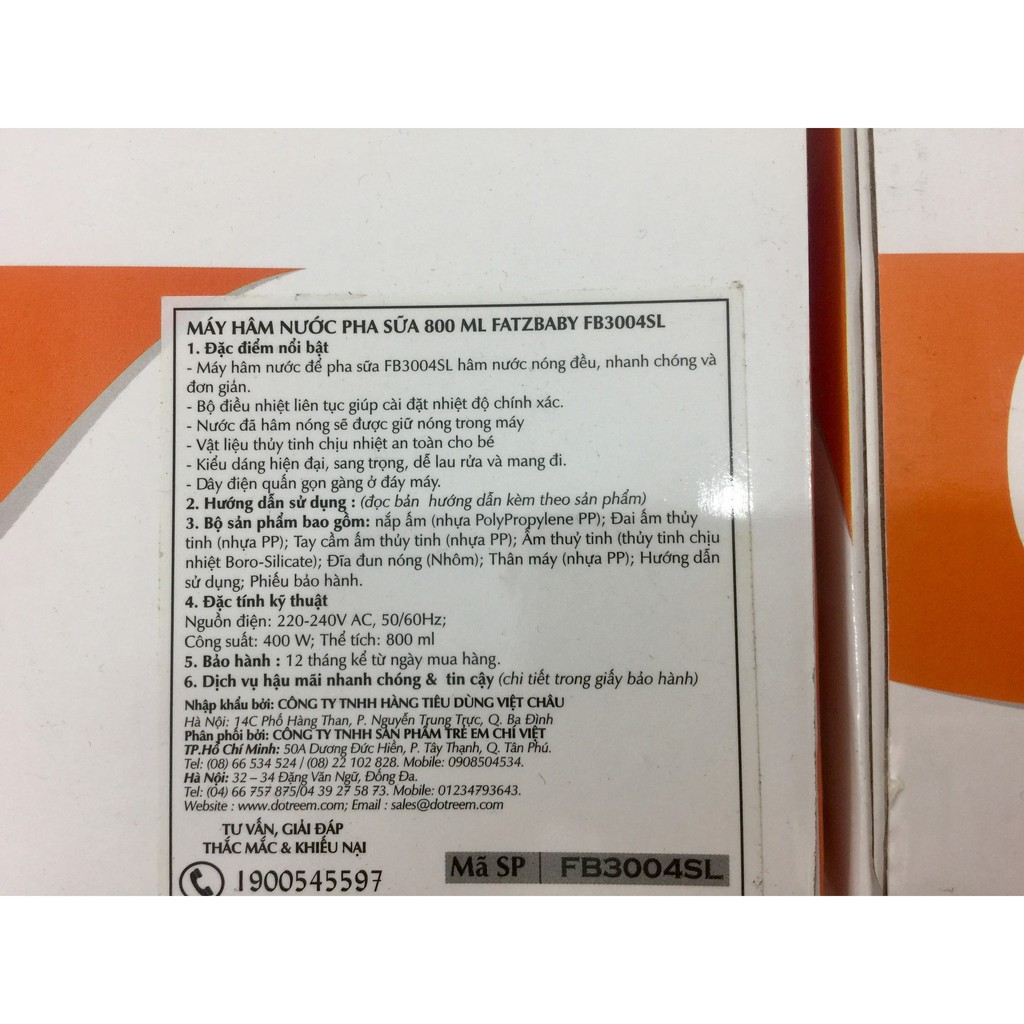 MÁY HÂM NƯỚC PHA SỮA 800 ML FATZBABY FB3004SL
1. Đặc điểm nổi bật
- Máy hâm nước để pha sữa FB3004SL hâm nước nóng đều, nhanh chóng và
đơn giản.
- Bộ điều nhiệt liên tục giúp cài đặt nhiệt độ chính xác.
- Nước đã hâm nóng sẽ được giữ nóng trong máy
- Vật liệu thủy tinh chịu nhiệt an toàn cho bé
- Kiểu dáng hiện đại, sang trọng, dễ lau rửa và mang đi.
- Dây điện quấn gọn gàng ở đáy máy.
2. Hướng dẫn sử dụng : (đọc bản hướng dẫn kèm theo sản phẩm)
3. Bộ sản phẩm bao gồm: nắp ấm (nhựa PolyPropylene PP); Đai ấm thủy
tinh (nhựa PP); Tay cầm ấm thủy tinh (nhựa PP); Ấm thuỷ tinh (thủy tinh chịu
nhiệt Boro-Silicate); Đĩa đun nóng (Nhôm); Thân máy (nhựa PP); Hướng dẫn
sử dụng; Phiếu bảo hành.
4. Đặc tính kỹ thuật
Nguồn điện: 220-240V AC, 50/60Hz;
Công suất: 400 W; Thể tích: 800 ml
5. Bảo hành : 12 tháng kể từ ngày mua hàng.
6. Dịch vụ hậu mãi nhanh chóng & tin cậy (chi tiết trong giấy bảo hành)
Nhập khẩu bởi: CÔNG TY TNHH HÀNG TIÊU DÙNG VIỆT CHÂU
Hà Nội: 14C Phố Hàng Than, P. Nguyễn Trung Trực, Q. Ba Đình
Phân phối bởi: CÔNG TY TNHH SẢN PHẨM TRẺ EM CHÍ VIỆT
TP.Hồ Chí Minh: 50A Dương Đức Hiền, P. Tây Thạnh, Q. Tân Phú.
Tel: (08) 66 534 524 / (08) 22 102 828. Mobile: 0908504534.
Hà Nội: 32 – 34 Đặng Văn Ngữ, Đống Đa.
Tel: (04) 66 757 875/04 39 27 58 73. Mobile: 01234793643.
Website : www.dotreem.com; Email : sales@dotreem.com
TƯ VẤN, GIẢI ĐÁP
THẮC MẮC & KHIẾU NẠI
1900545597
Mã SP FB3004SL